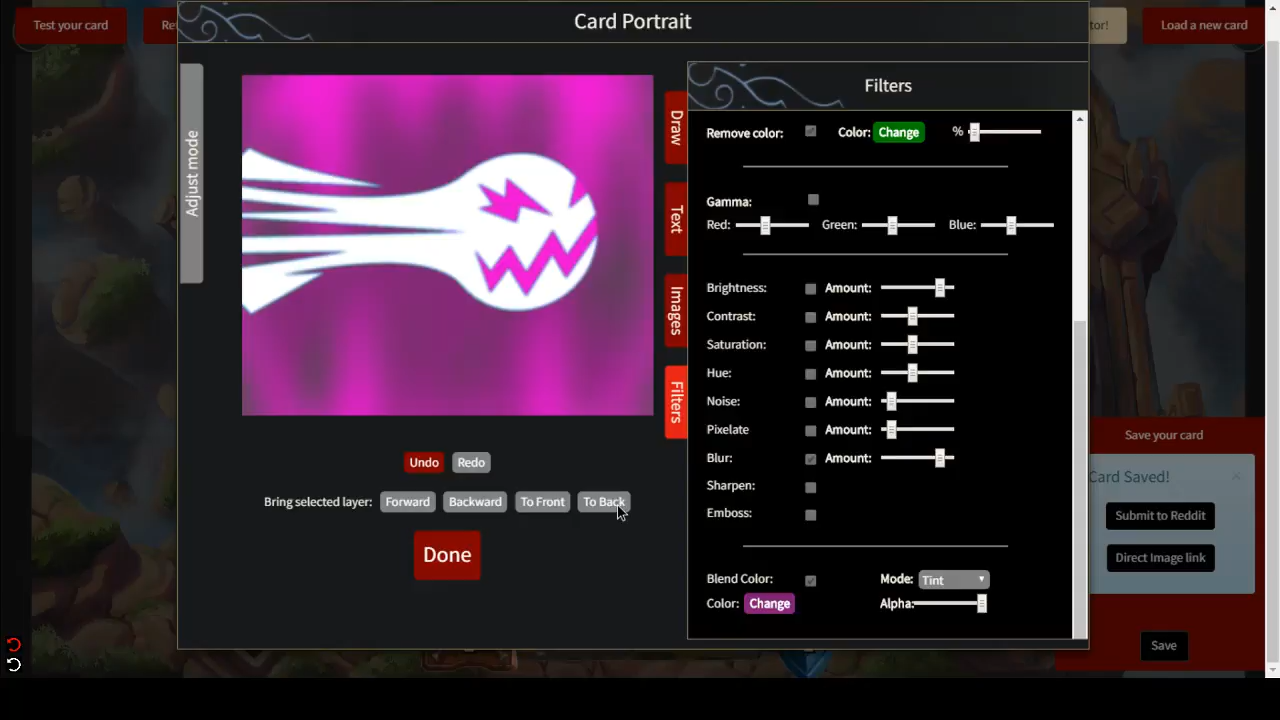 Test your card
Re
Card Portrait
tor!
Load a new card
Adjust mode
Draw
Text
Images
Filters
Filters
Remove color:
Color: Change
%
Gamma:
Red:
Green:
Blue:
Brightness:
Amount:
Contrast:
Amount:
Saturation:
Amount:
Hue:
Amount:
Noise:
Amount:
Pixelate
Amount:
Blur:
Amount:
Sharpen:
Emboss:
Blend Color:
Mode: Tint
Color: Change
Alpha:
Undo
Redo
Bring selected layer: Forward Backward To Front To Back
Done
Save your card
Card Saved!
Submit to Reddit
Direct Image link
Save